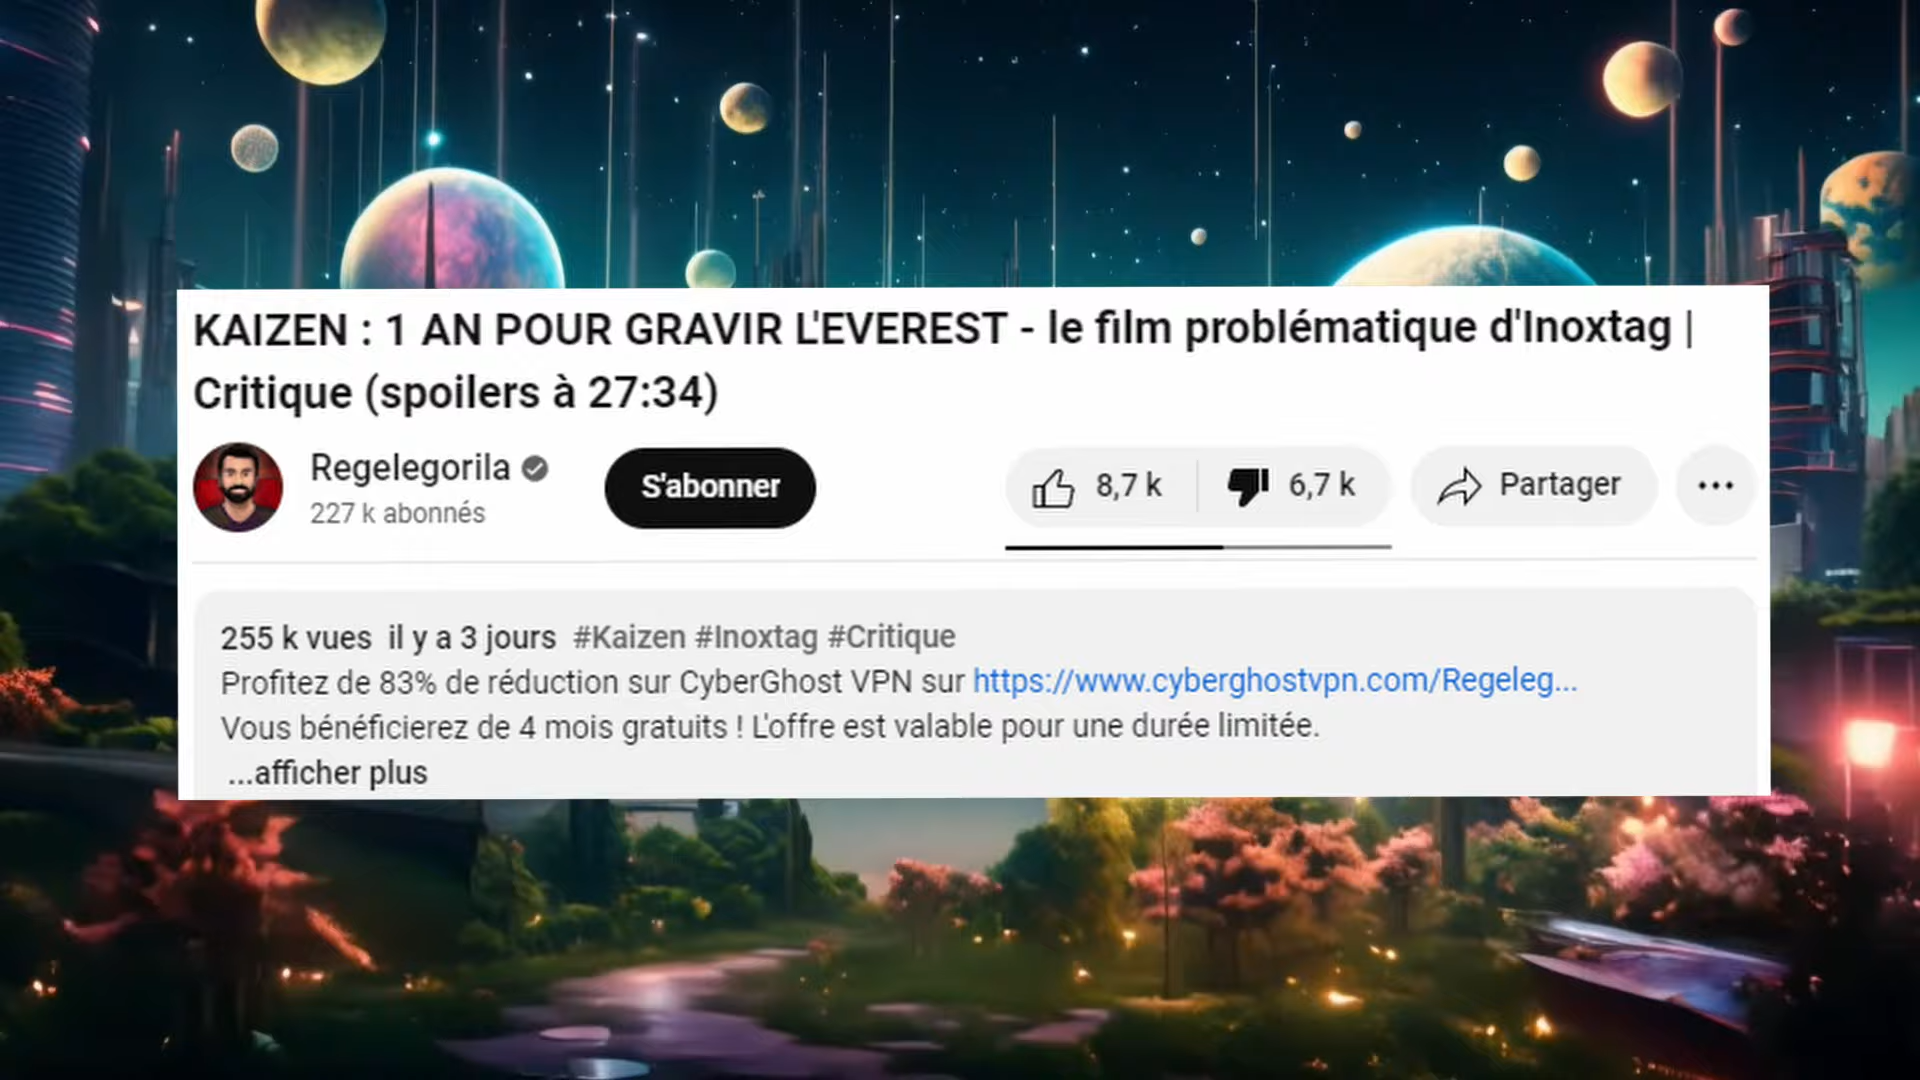 KAIZEN : 1 AN POUR GRAVIR L'EVEREST - le film problématique d'Inoxtag |
Critique (spoilers à 27:34)
Regelegorila
227 k abonnés
S'abonner
8,7 k
6,7 k
Partager
255 k vues il y a 3 jours #Kaizen #Inoxtag #Critique
Profitez de 83% de réduction sur CyberGhost VPN sur https://www.cyberghostvpn.com/Regeleg...
Vous bénéficierez de 4 mois gratuits ! L'offre est valable pour une durée limitée.
...afficher plus